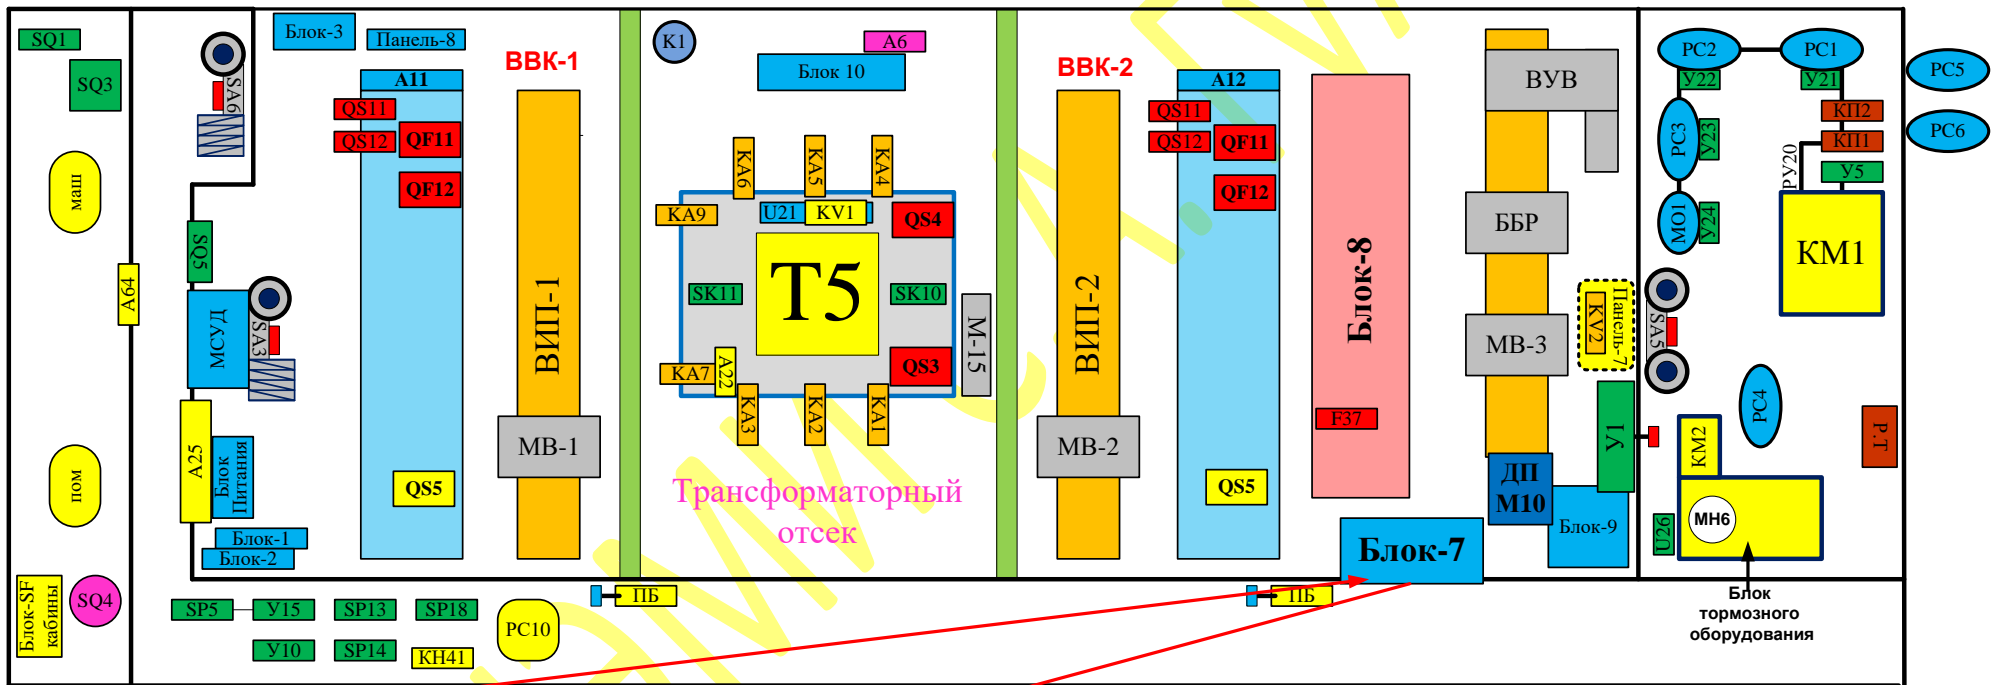 SQ1
SQ3
маш
пом
Блок-SF
кабины
SQ4
A64
SA6
SQ5
МСУД
SA3
A25
Блок
Питания
Блок-1
Блок-2
Блок-3
Панель-8
A11
QS11
QS12
QF11
QF12
QS5
ВВК-1
ВИП-1
МВ-1
K1
A6
Блок 10
KA6
KA5
KA4
KA9
U21
KV1
QS4
SK11
T5
SK10
KA7
A22
QS3
KA3
KA2
KA1
М-15
Трансформаторный
отсек
ВВК-2
ВИП-2
МВ-2
A12
QS11
QS12
QF11
QF12
QS5
Блок-8
F37
Блок-7
ВУВ
ББР
МВ-3
ДП
М10
Блок-9
Панель-7
KV2
У1
SA5
РС2
РС1
У22
У21
КП2
КП1
РС3
У23
РУ20
У5
МО1
У24
КМ1
РС5
РС6
РС4
КМ2
Р.Т
МН6
U26
Блок
тормозного
оборудования
SP5
У15
SP13
SP18
У10
SP14
КН41
РС10
ПБ
ПБ